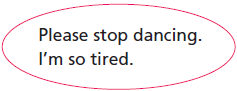 Please stop dancing.
I'm so tired.